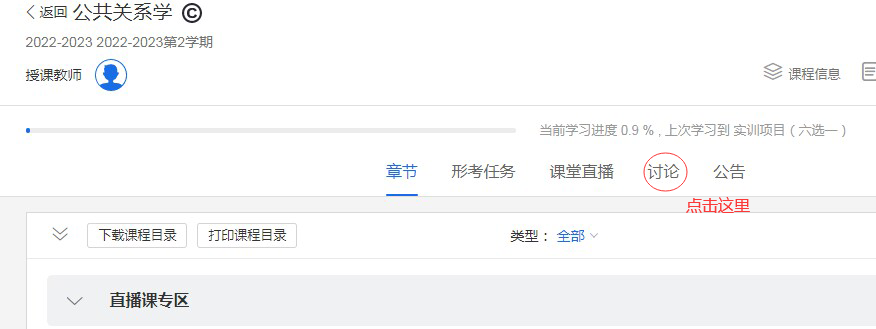 返回 公共关系学 ©
2022-2023 2022-2023第2学期
授课教师
课程信息
当前学习进度 0.9 % , 上次学习到 实训项目 ( 六选一 )
章节 形考任务 课堂直播 讨论 公告
点击这里
下载课程目录 打印课程目录 类型： 全部
直播课专区